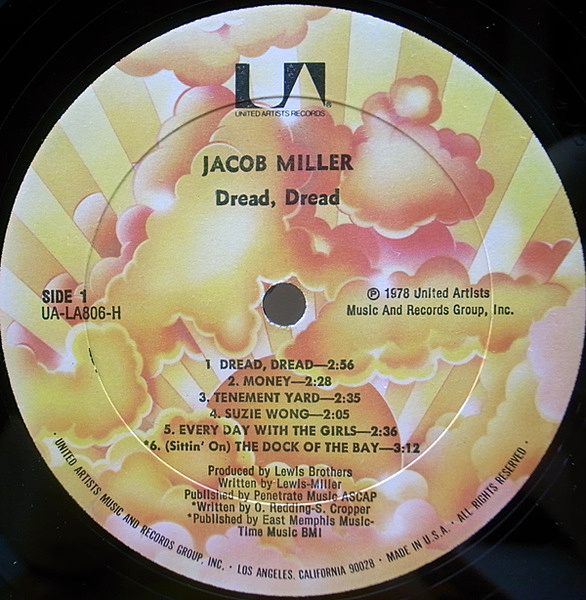 UA®
UNITED ARTISTS RECORDS
JACOB MILLER
Dread, Dread
SIDE 1
UA-LA806-H
℗ 1978 United Artists
Music And Records Group, Inc.
1 DREAD, DREAD—2:56
2. MONEY—2:28
3. TENEMENT YARD—2:35
4. SUZIE WONG—2:05
5. EVERY DAY WITH THE GIRLS—2:36
*6. (Sittin' On) THE DOCK OF THE BAY—3:12
Produced by Lewis Brothers
Written by Lewis-Miller
Published by Penetrate Music ASCAP
*Written by O. Redding-S. Cropper
*Published by East Memphis Music-
Time Music BMI
· UNITED ARTISTS MUSIC AND RECORDS GROUP, INC. · LOS ANGELES, CALIFORNIA 90028 · MADE IN U.S.A. · ALL RIGHTS RESERVED ·